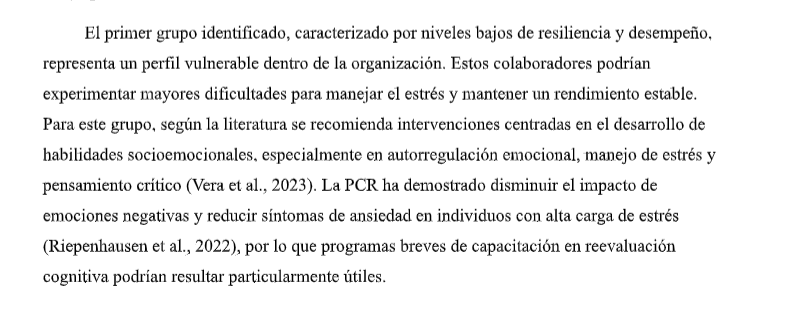 El primer grupo identificado, caracterizado por niveles bajos de resiliencia y desempeño,
representa un perfil vulnerable dentro de la organización. Estos colaboradores podrían
experimentar mayores dificultades para manejar el estrés y mantener un rendimiento estable.
Para este grupo, según la literatura se recomienda intervenciones centradas en el desarrollo de
habilidades socioemocionales, especialmente en autorregulación emocional, manejo de estrés y
pensamiento crítico (Vera et al., 2023). La PCR ha demostrado disminuir el impacto de
emociones negativas y reducir síntomas de ansiedad en individuos con alta carga de estrés
(Riepenhausen et al., 2022), por lo que programas breves de capacitación en reevaluación
cognitiva podrían resultar particularmente útiles.